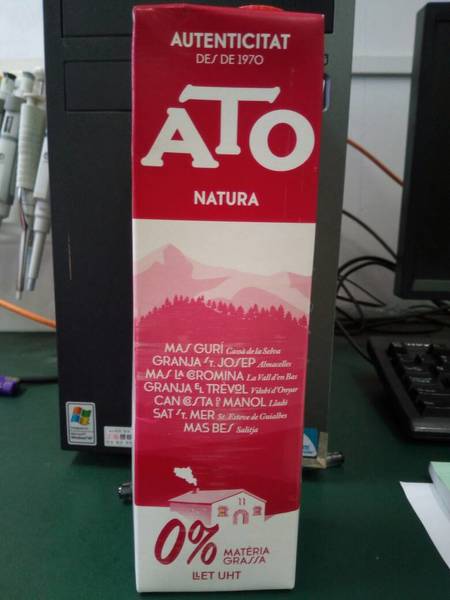 AUTENTICITAT
DES DE 1970
ATO
NATURA
MAS GURÍ Cassà de la Selva
GRANJA ST. JOSEP Almacelles
MAS LA CROMINA La Vall d'en Bas
GRANJA EL TRÉVOL Vilobí d'Onyar
CAN COSTA DE MANOL Lladó
SAT ST. MER St. Esteve de Guialbes
MAS BES Salitja
0% MATÈRIA
GRASSA
LLET UHT